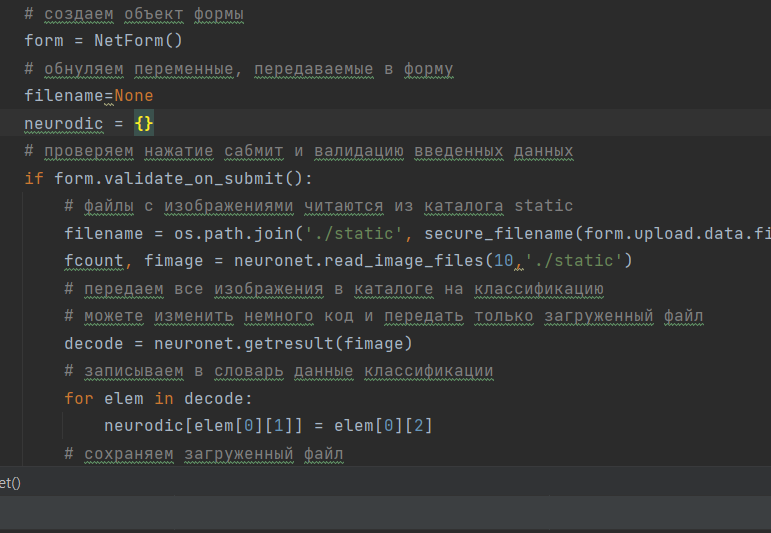 # создаем объект формы
form = NetForm()
# обнуляем переменные, передаваемые в форму
filename=None
neurodic = {}
# проверяем нажатие сабмит и валидацию введенных данных
if form.validate_on_submit():
# файлы с изображениями читаются из каталога static
filename = os.path.join('./static', secure_filename(form.upload.data.fi
fcount, fimage = neuronet.read_image_files(10,'./static')
# передаем все изображения в каталоге на классификацию
# можете изменить немного код и передать только загруженный файл
decode = neuronet.getresult(fimage)
# записываем в словарь данные классификации
for elem in decode:
neurodic[elem[0][1]] = elem[0][2]
# сохраняем загруженный файл
et()